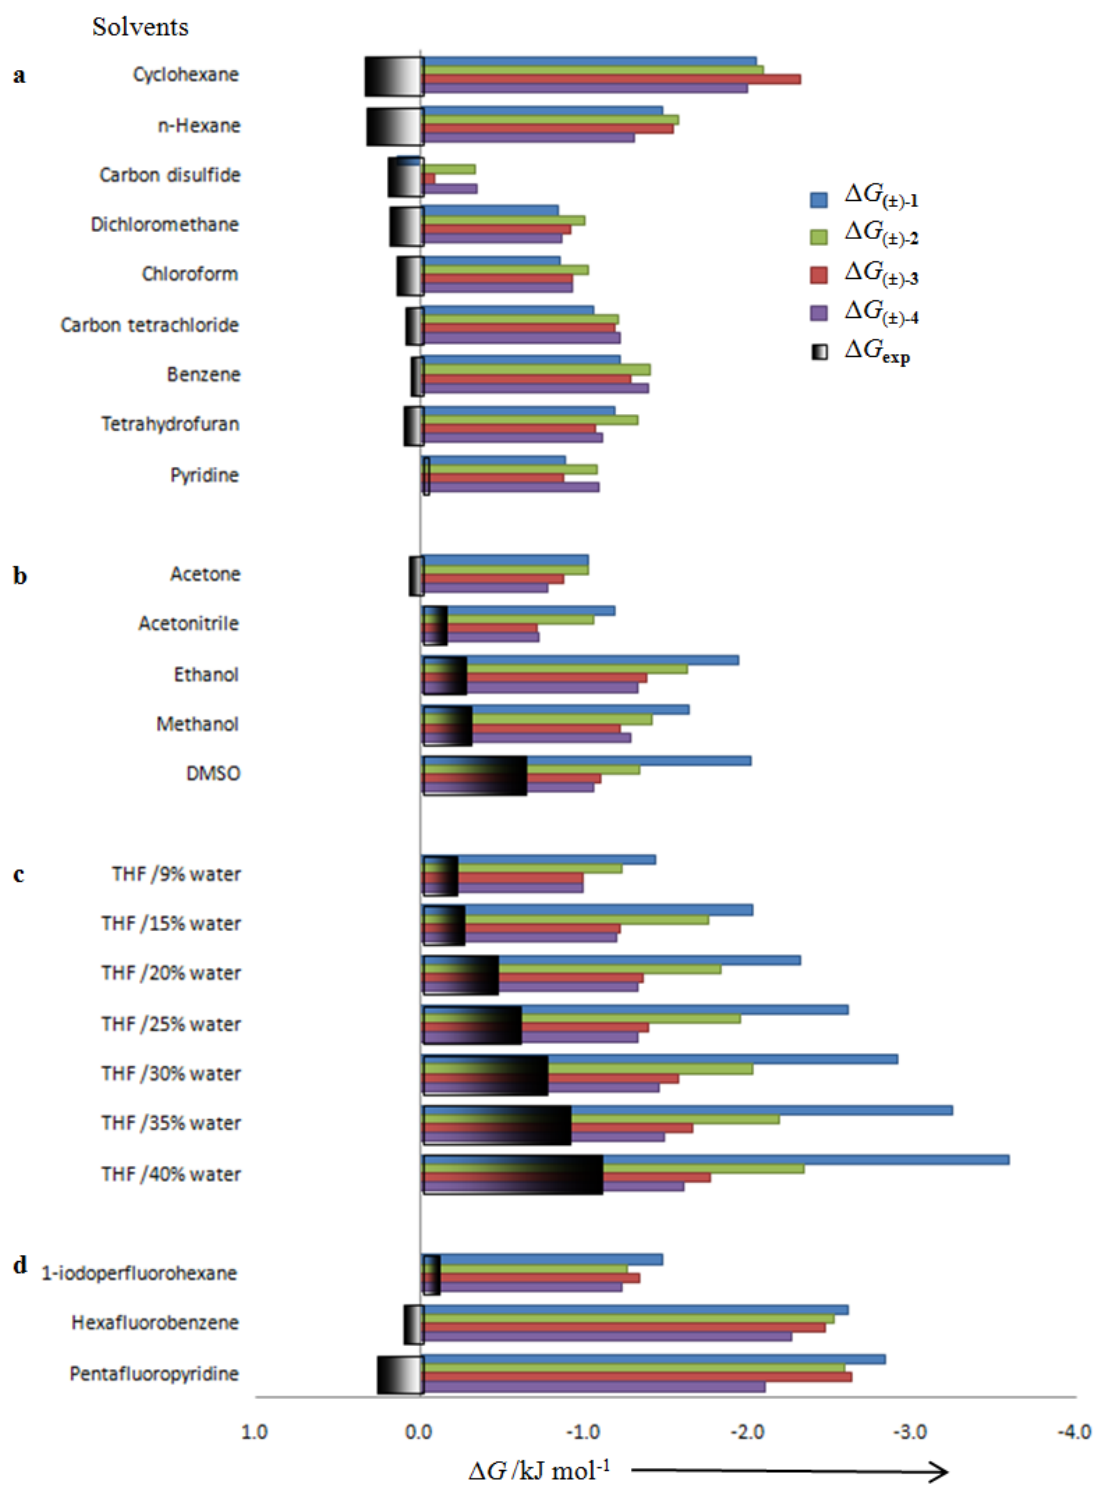 Solvents
a
Cyclohexane
n-Hexane
Carbon disulfide
Dichloromethane
Chloroform
Carbon tetrachloride
Benzene
Tetrahydrofuran
Pyridine
ΔG(±)-1
ΔG(±)-2
ΔG(±)-3
ΔG(±)-4
ΔGexp
b
Acetone
Acetonitrile
Ethanol
Methanol
DMSO
c
THF /9% water
THF /15% water
THF /20% water
THF /25% water
THF /30% water
THF /35% water
THF /40% water
d
1-iodoperfluorohexane
Hexafluorobenzene
Pentafluoropyridine
1.0 0.0 -1.0 -2.0 -3.0 -4.0
ΔG /kJ mol-1